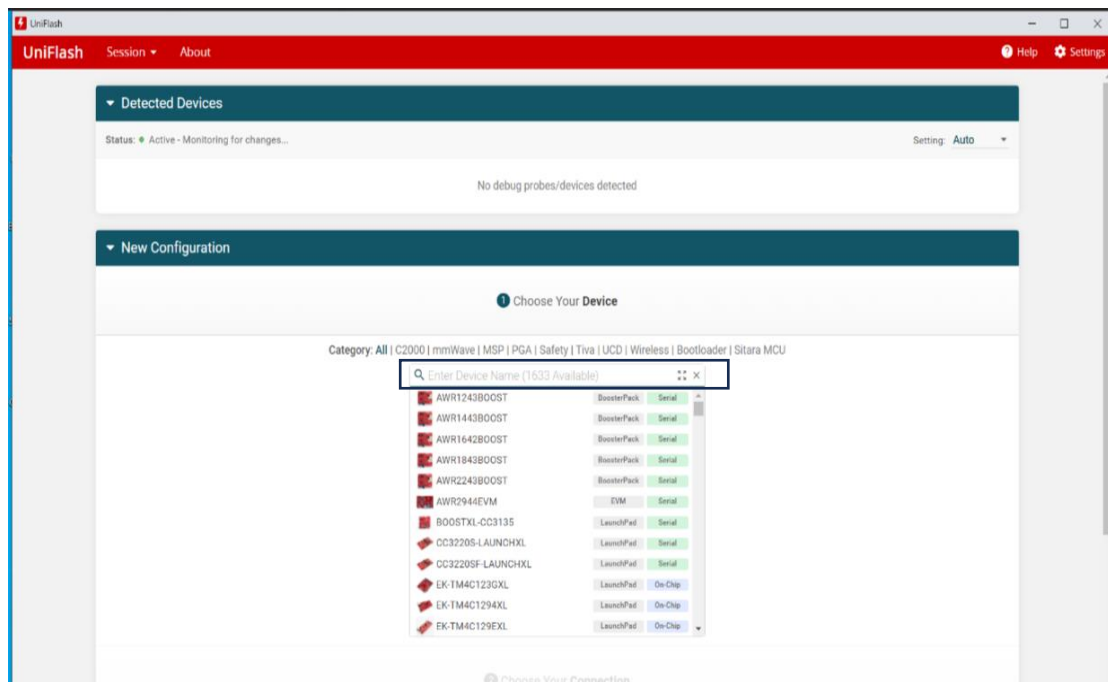 UniFlash
UniFlash Session About Help Settings
Detected Devices
Status: Active - Monitoring for changes... Setting: Auto
No debug probes/devices detected
New Configuration
1 Choose Your Device
Category: All | C2000 | mmWave | MSP | PGA | Safety | Tiva | UCD | Wireless | Bootloader | Sitara MCU
Enter Device Name (1633 Available)
AWR1243BOOST BoosterPack Serial
AWR1443BOOST BoosterPack Serial
AWR1642BOOST BoosterPack Serial
AWR1843BOOST BoosterPack Serial
AWR2243BOOST BoosterPack Serial
AWR2944EVM EVM Serial
BOOSTXL-CC3135 LaunchPad Serial
CC3220S-LAUNCHXL LaunchPad Serial
CC3220SF-LAUNCHXL LaunchPad Serial
EK-TM4C123GXL LaunchPad On-Chip
EK-TM4C1294XL LaunchPad On-Chip
EK-TM4C129EXL LaunchPad On-Chip
2 Choose Your Connection